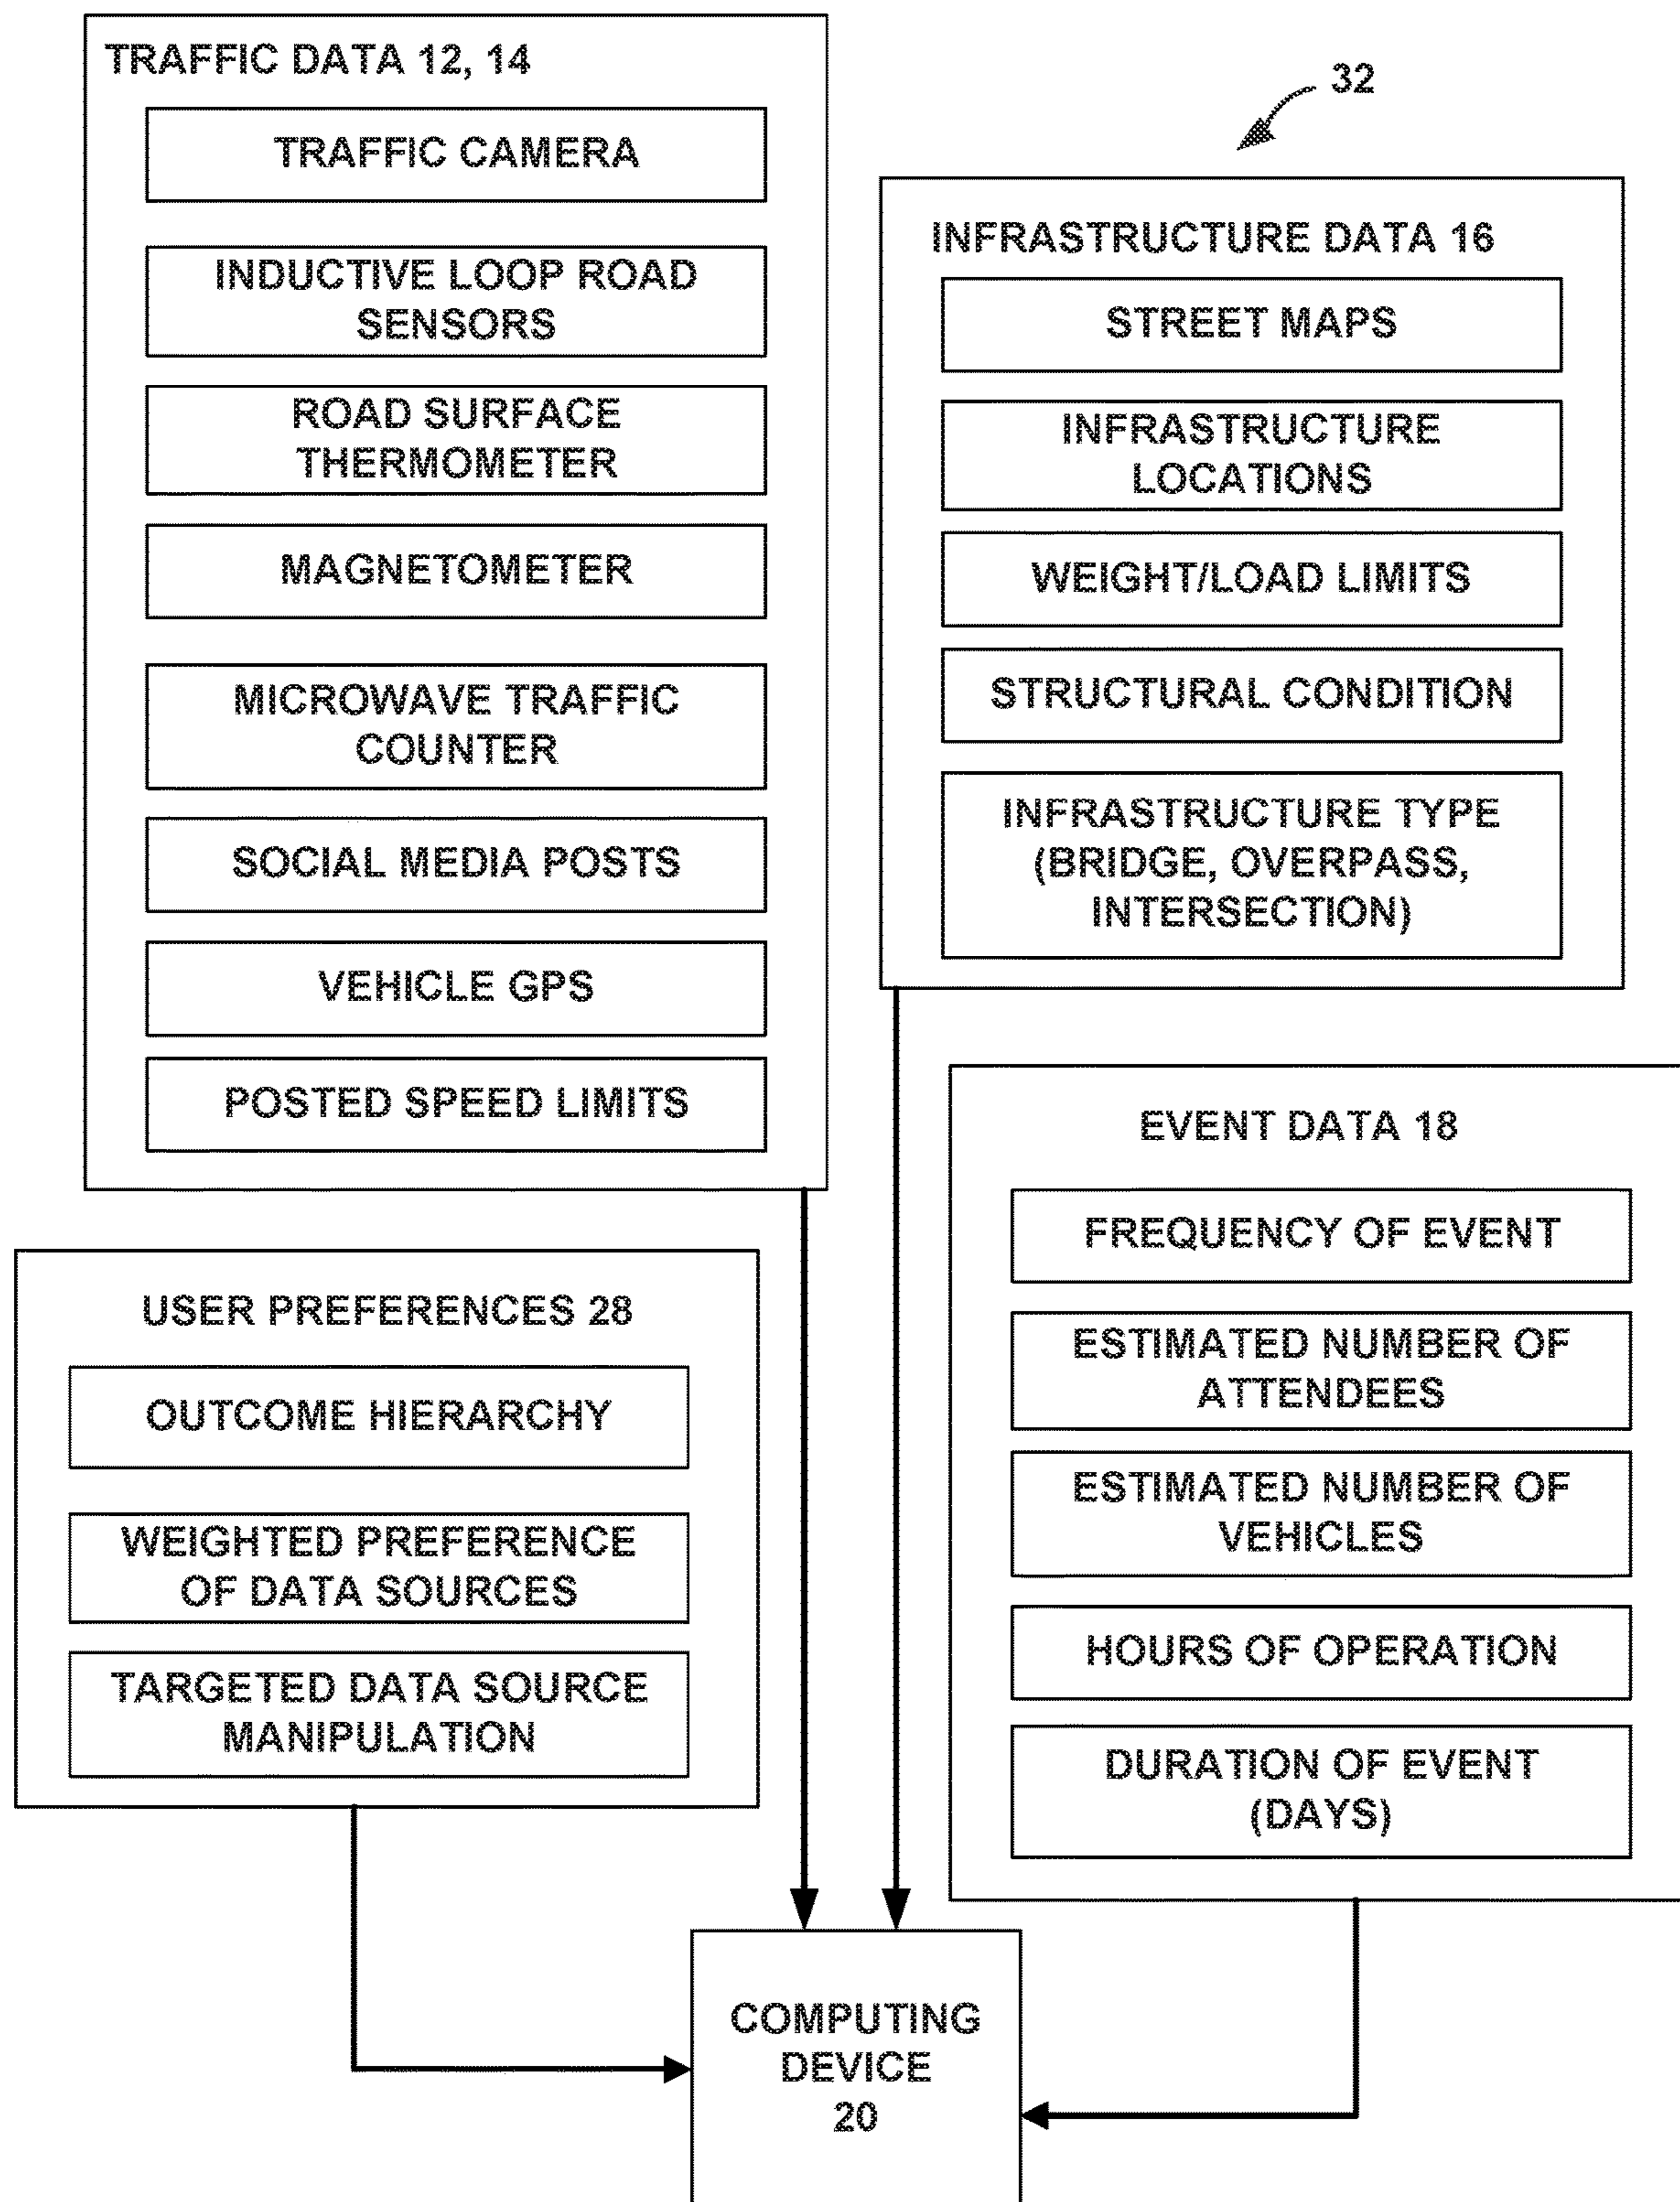 TRAFFIC DATA 12, 14
TRAFFIC CAMERA
INDUCTIVE LOOP ROAD
SENSORS
ROAD SURFACE
THERMOMETER
MAGNETOMETER
MICROWAVE TRAFFIC
COUNTER
SOCIAL MEDIA POSTS
VEHICLE GPS
POSTED SPEED LIMITS
32
INFRASTRUCTURE DATA 16
STREET MAPS
INFRASTRUCTURE
LOCATIONS
WEIGHT/LOAD LIMITS
STRUCTURAL CONDITION
INFRASTRUCTURE TYPE
(BRIDGE, OVERPASS,
INTERSECTION)
USER PREFERENCES 28
OUTCOME HIERARCHY
WEIGHTED PREFERENCE
OF DATA SOURCES
TARGETED DATA SOURCE
MANIPULATION
EVENT DATA 18
FREQUENCY OF EVENT
ESTIMATED NUMBER OF
ATTENDEES
ESTIMATED NUMBER OF
VEHICLES
HOURS OF OPERATION
DURATION OF EVENT
(DAYS)
COMPUTING
DEVICE
20